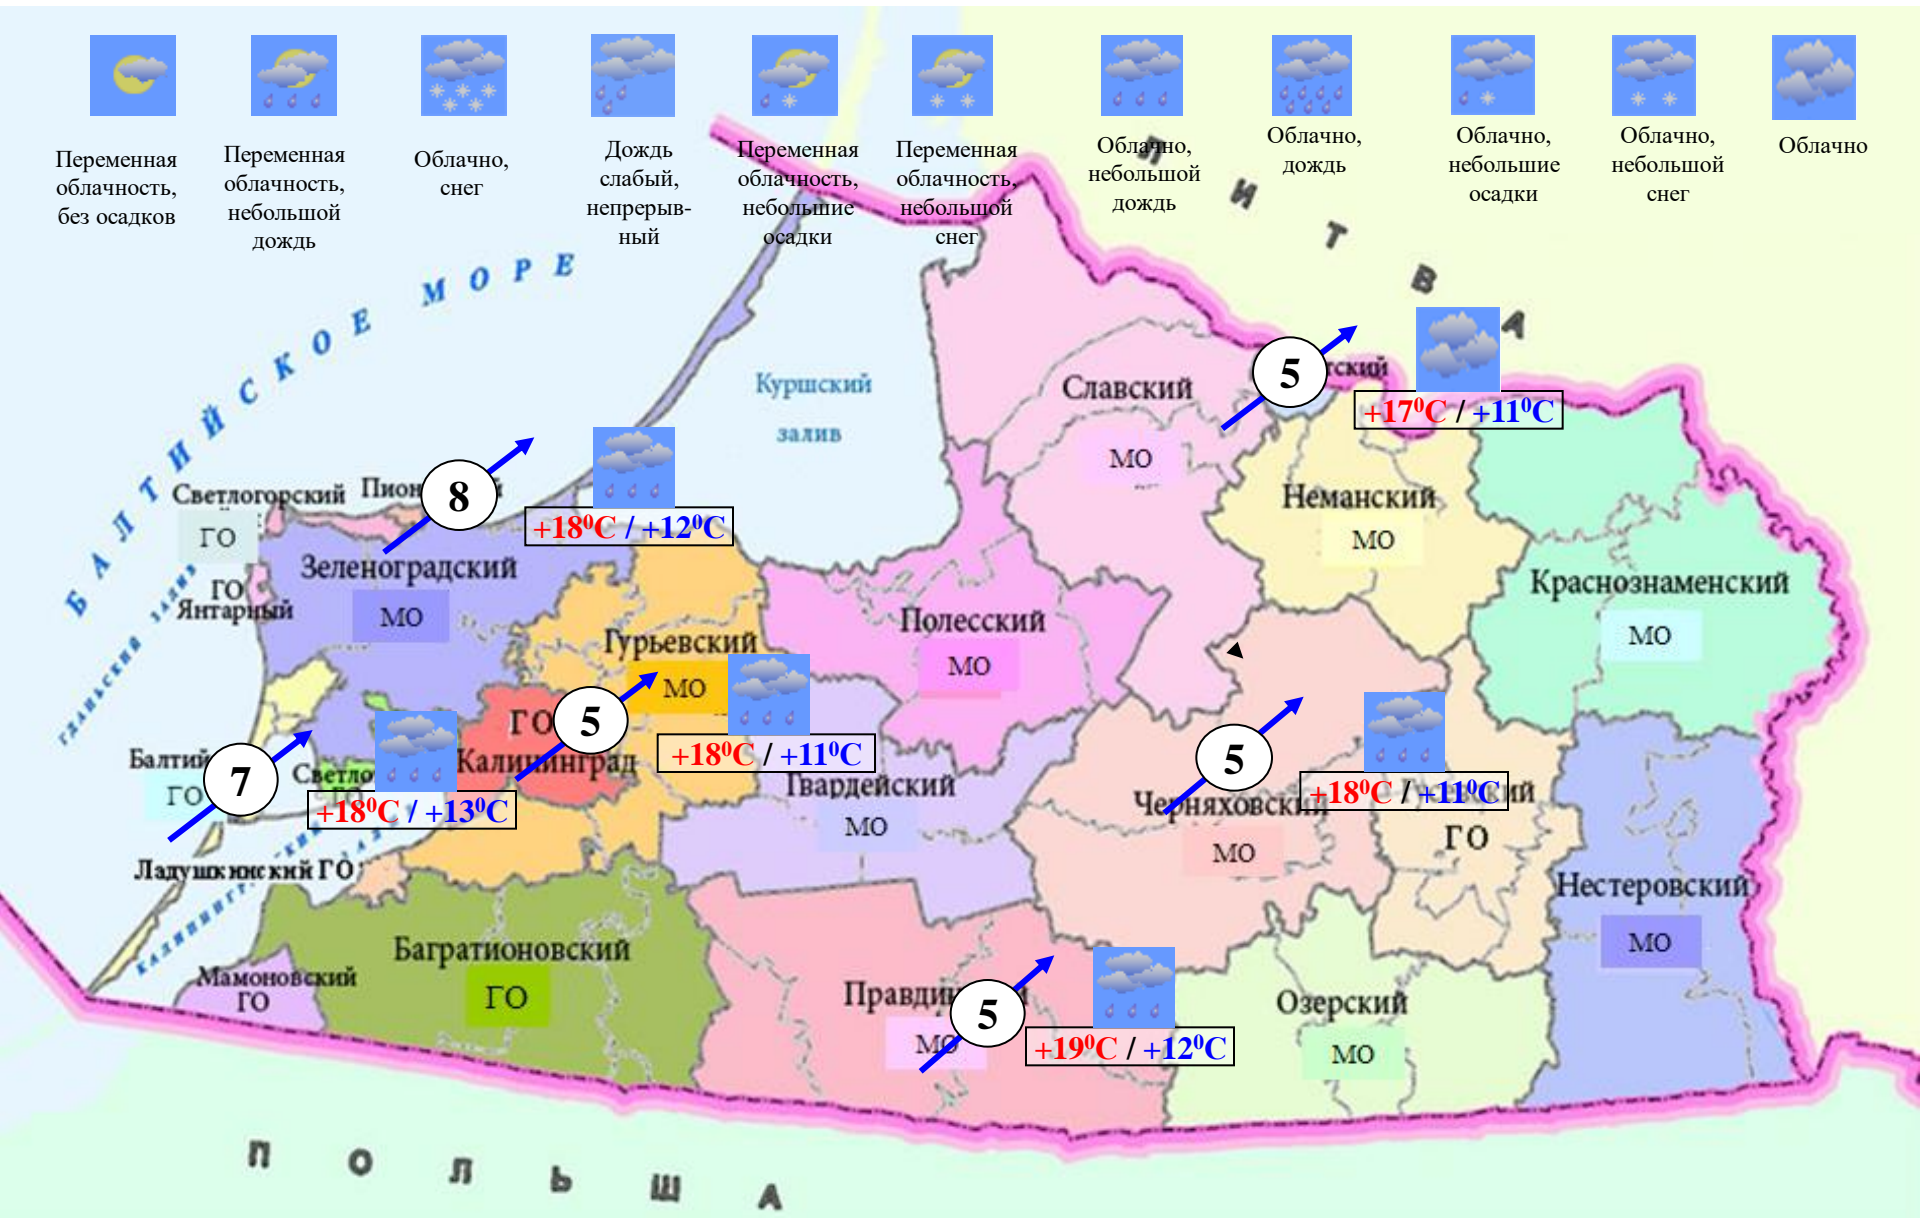 Переменная
облачность,
без осадков
Переменная
облачность,
небольшой
дождь
Облачно,
снег
Дождь
слабый,
непрерыв-
ный
Переменная
облачность,
небольшие
осадки
Переменная
облачность,
небольшой
снег
Облачно,
небольшой
дождь
Облачно,
дождь
Облачно,
небольшие
осадки
Облачно,
небольшой
снег
Облачно
ЛИТВА
БАЛТИЙСКОЕ МОРЕ
Куршский
залив
Славский
МО
5
+17⁰С / +11⁰С
Светлогорский
ГО
8
+18⁰С / +12⁰С
Неманский
МО
Зеленоградский
МО
ГО
Янтарный
Краснознаменский
МО
Полесский
МО
Гурьевский
МО
ГО
Калининград
5
+18⁰С / +11⁰С
ГДАНЬСКИЙ ЗАЛИВ
ГО
7
+18⁰С / +13⁰С
Гвардейский
МО
Черняховский
МО
5
+18⁰С / +11⁰С
ГО
Ладушкинский ГО
Нестеровский
МО
Багратионовский
ГО
Мамоновский
ГО
МО
5
+19⁰С / +12⁰С
Озерский
МО
ПОЛЬША